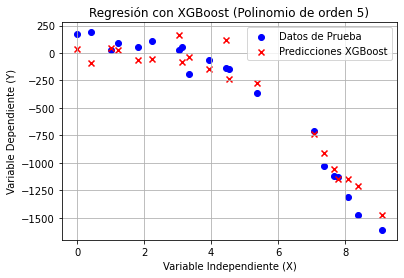 Regresión con XGBoost (Polinomio de orden 5)
Datos de Prueba
Predicciones XGBoost
Variable Dependiente (Y)
250
0
−250
−500
−750
−1000
−1250
−1500
0 2 4 6 8
Variable Independiente (X)